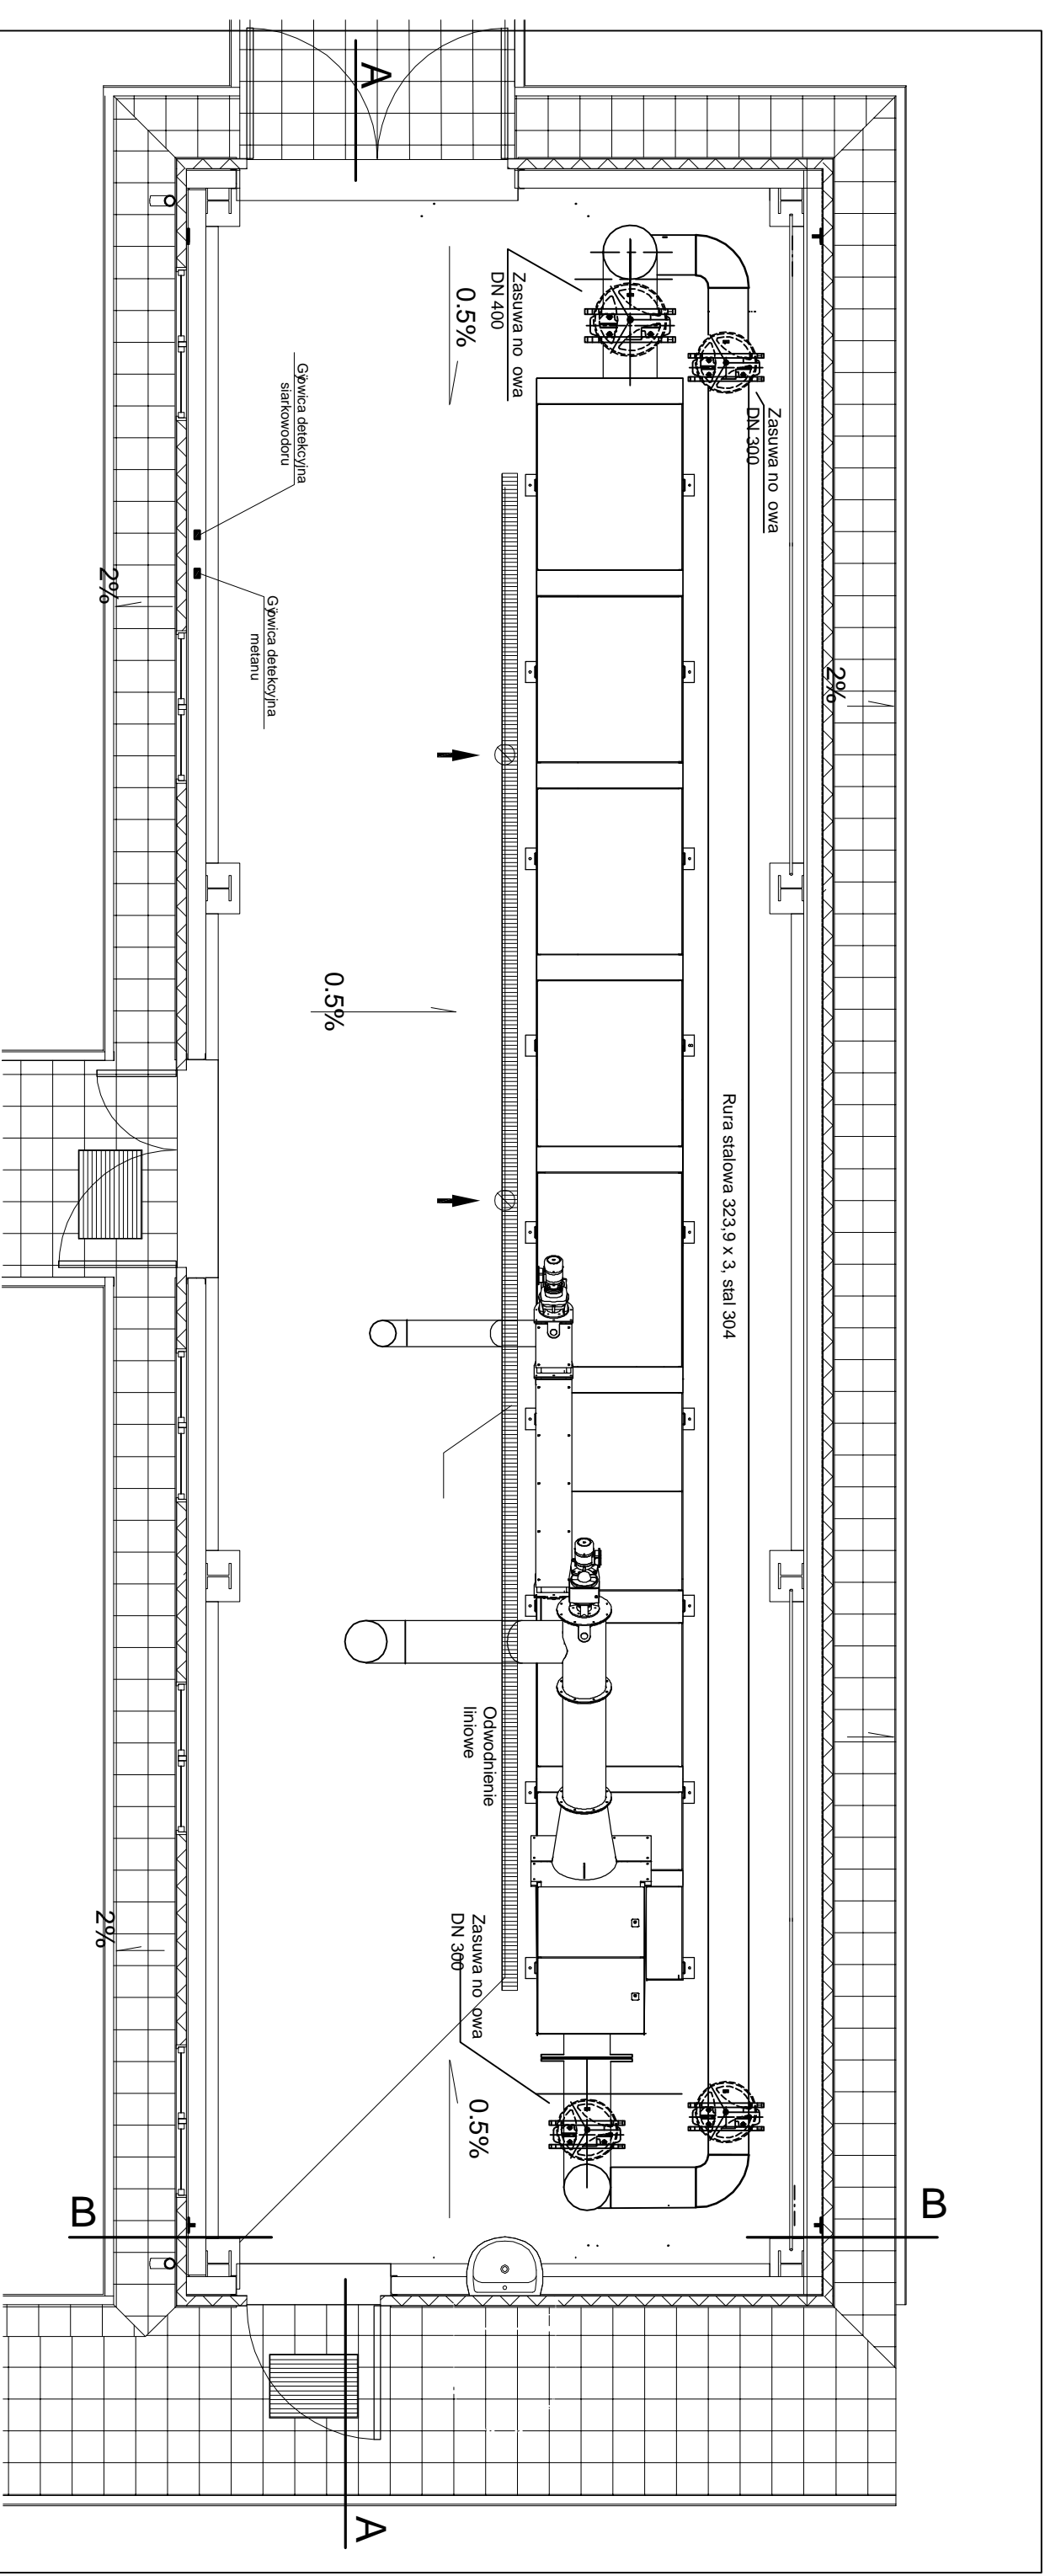 A
Zasuwa no owa
DN 400
0.5%
Zasuwa no owa
DN 300
Głowica detekcyjna
siarkowodoru
Głowica detekcyjna
metanu
2%
2%
0.5%
Rura stalowa 323,9 x 3, stal 304
Odwodnienie
liniowe
Zasuwa no owa
DN 300
2%
0.5%
B
B
A